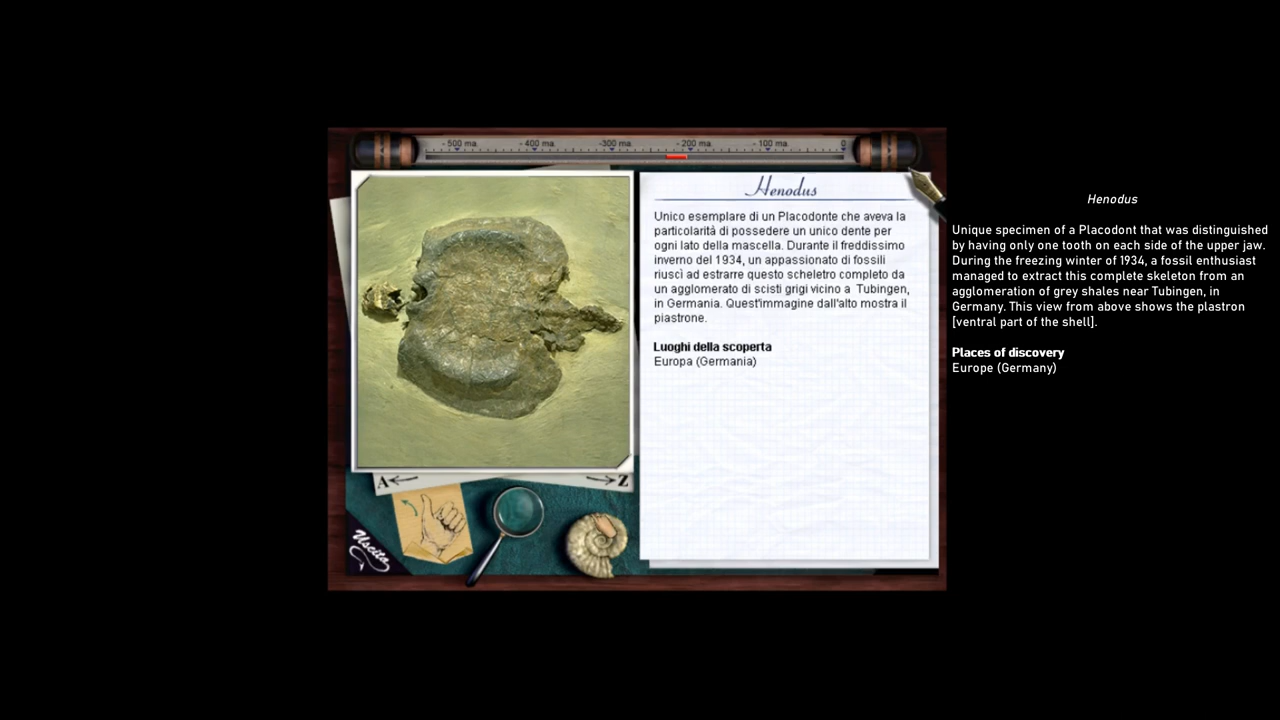 - 500 ma.
- 400 ma
-300 ma.
- 200 ma.
- 100 ma.
0
Henodus
Unico esemplare di un Placodonte che aveva la
particolarità di possedere un unico dente per
ogni lato della mascella. Durante il freddissimo
inverno del 1934, un appassionato di fossili
riuscì ad estrarre questo scheletro completo da
un agglomerato di scisti grigi vicino a Tubingen,
in Germania. Quest'immagine dall'alto mostra il
piastrone.
Luoghi della scoperta
Europa (Germania)
A
Z
Uscita
Henodus
Unique specimen of a Placodont that was distinguished
by having only one tooth on each side of the upper jaw.
During the freezing winter of 1934, a fossil enthusiast
managed to extract this complete skeleton from an
agglomeration of grey shales near Tubingen, in
Germany. This view from above shows the plastron
[ventral part of the shell].
Places of discovery
Europe (Germany)